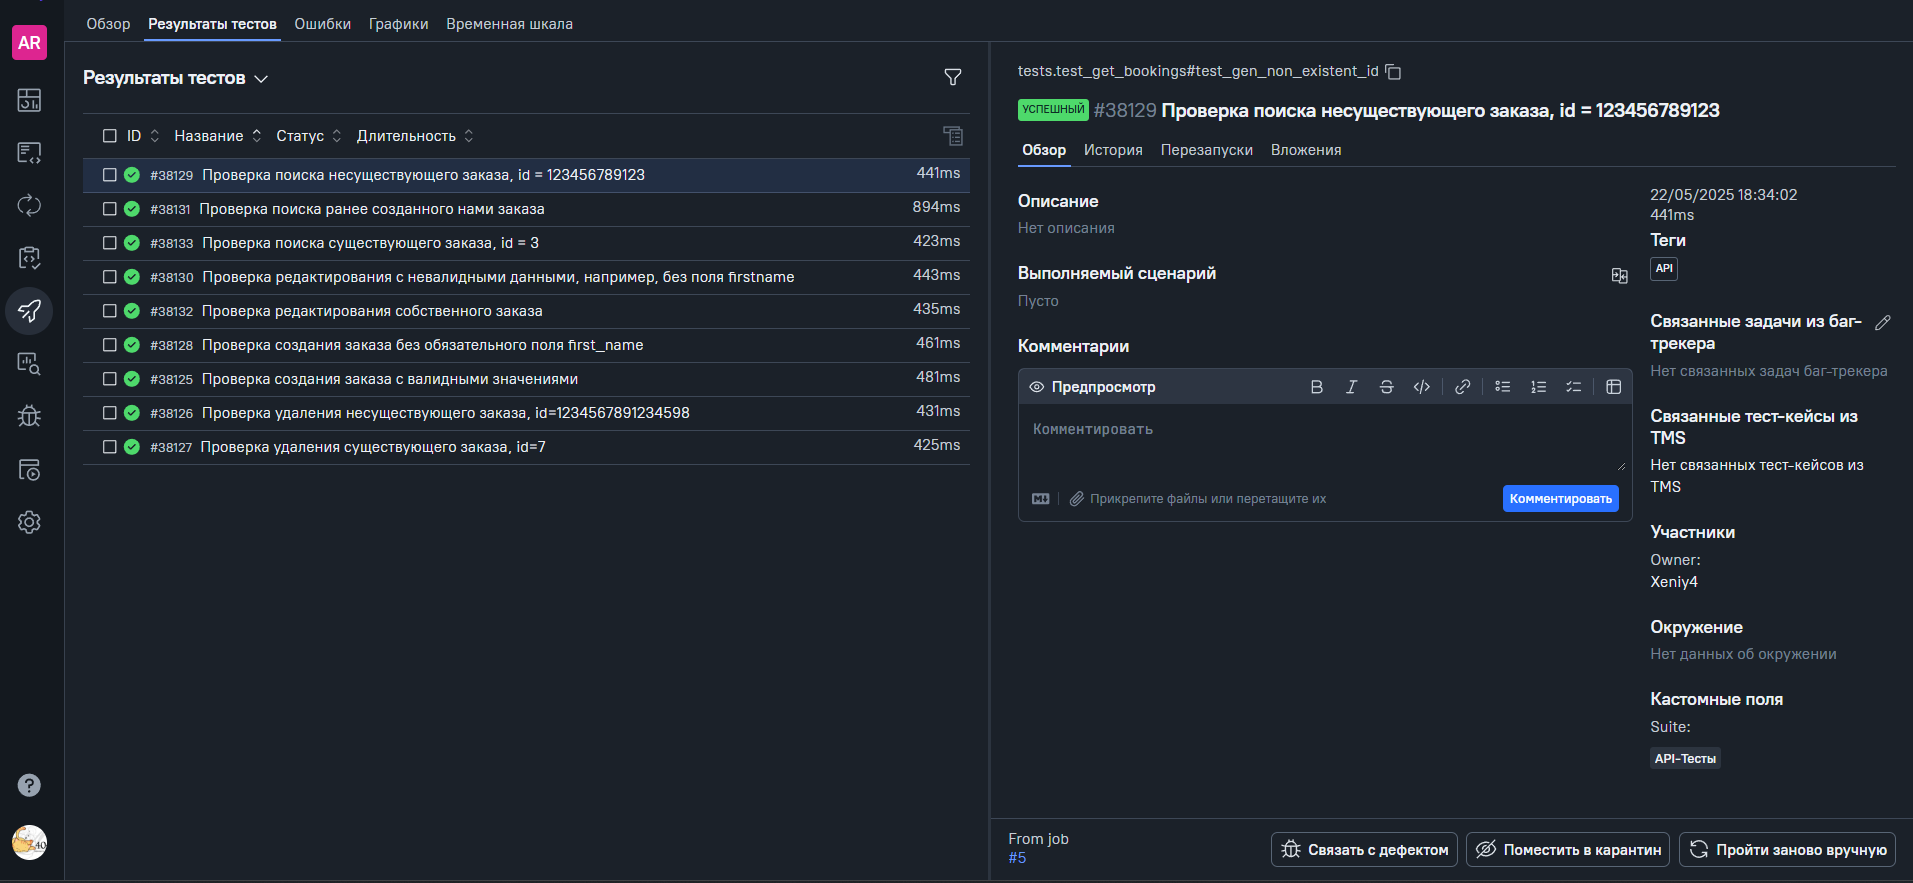 AR
Обзор Результаты тестов Ошибки Графики Временная шкала
Результаты тестов
ID Название Статус Длительность
#38129 Проверка поиска несуществующего заказа, id = 123456789123 441ms
#38131 Проверка поиска ранее созданного нами заказа 894ms
#38133 Проверка поиска существующего заказа, id = 3 423ms
#38130 Проверка редактирования с невалидными данными, например, без поля firstname 443ms
#38132 Проверка редактирования собственного заказа 435ms
#38128 Проверка создания заказа без обязательного поля first_name 461ms
#38125 Проверка создания заказа с валидными значениями 481ms
#38126 Проверка удаления несуществующего заказа, id=1234567891234598 431ms
#38127 Проверка удаления существующего заказа, id=7 425ms
tests.test_get_bookings#test_gen_non_existent_id
УСПЕШНЫЙ #38129 Проверка поиска несуществующего заказа, id = 123456789123
Обзор История Перезапуски Вложения
Описание
Нет описания
Выполняемый сценарий
Пусто
Комментарии
Предпросмотр
Комментировать
Прикрепите файлы или перетащите их
Комментировать
22/05/2025 18:34:02
441ms
Теги
API
Связанные задачи из баг-
трекера
Нет связанных задач баг-трекера
Связанные тест-кейсы из
TMS
Нет связанных тест-кейсов из
TMS
Участники
Owner:
Xeniy4
Окружение
Нет данных об окружении
Кастомные поля
Suite:
API-Тесты
From job
#5
Связать с дефектом
Поместить в карантин
Пройти заново вручную